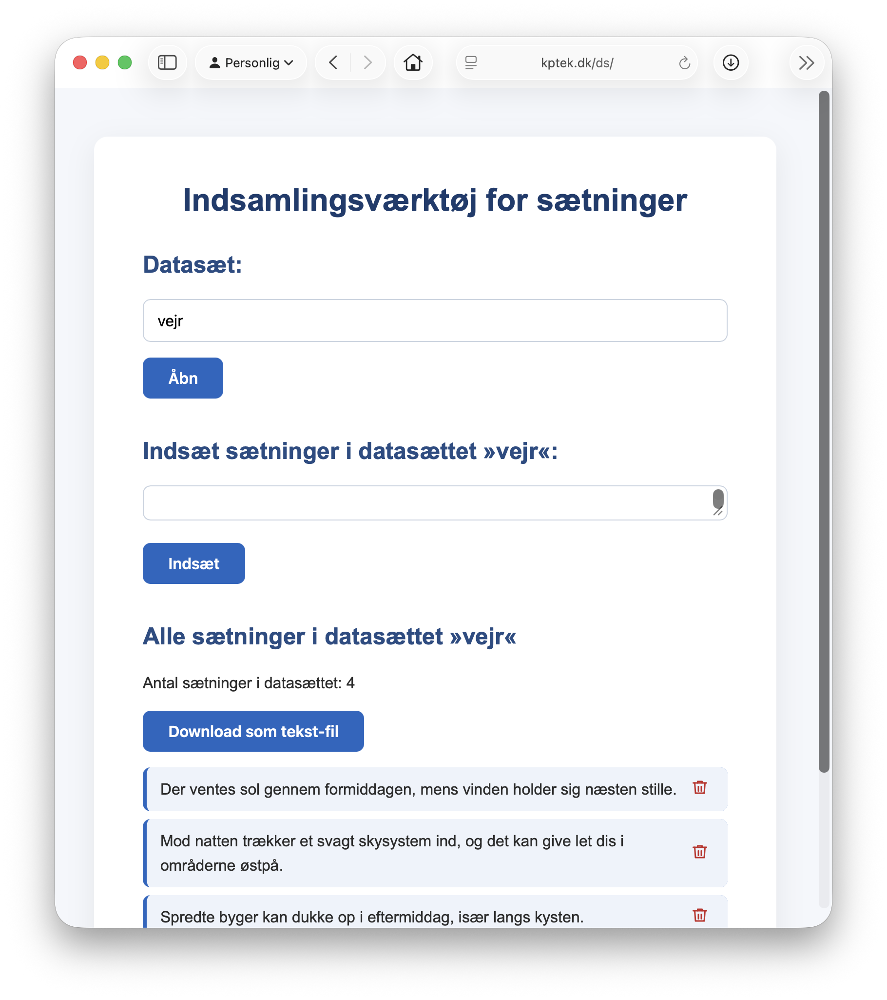 Personlig
kptek.dk/ds/
Indsamlingsværktøj for sætninger
Datasæt:
vejr
Åbn
Indsæt sætninger i datasættet »vejr«:
Indsæt
Alle sætninger i datasættet »vejr«
Antal sætninger i datasættet: 4
Download som tekst-fil
Der ventes sol gennem formiddagen, mens vinden holder sig næsten stille.
Mod natten trækker et svagt skysystem ind, og det kan give let dis i
områderne østpå.
Spredte byger kan dukke op i eftermiddag, især langs kysten.